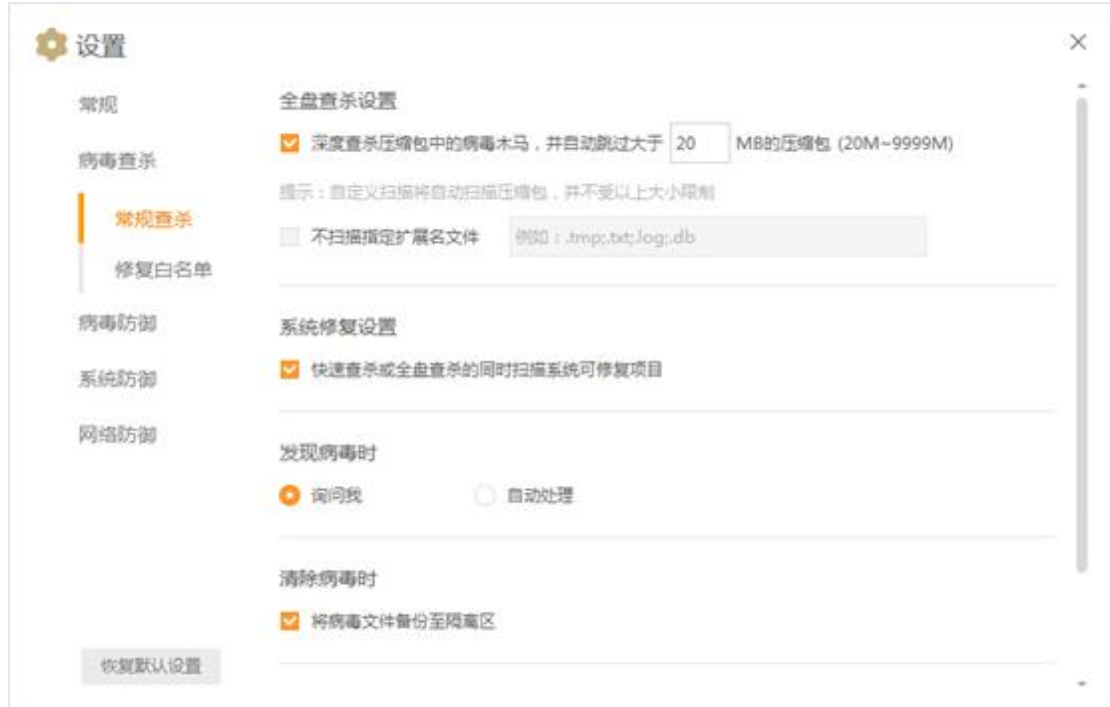 设置
常规
病毒查杀
常规查杀
修复白名单
病毒防御
系统防御
网络防御
恢复默认设置
全盘查杀设置
深度查杀压缩包中的病毒木马，并自动跳过大于 20 MB的压缩包 (20M~9999M)
提示：自定义扫描将自动扫描压缩包，并不受以上大小限制
不扫描指定扩展名文件 例如：.tmp;.txt;.log;.db
系统修复设置
快速查杀或全盘查杀的同时扫描系统可修复项目
发现病毒时
询问我 自动处理
清除病毒时
将病毒文件备份至隔离区